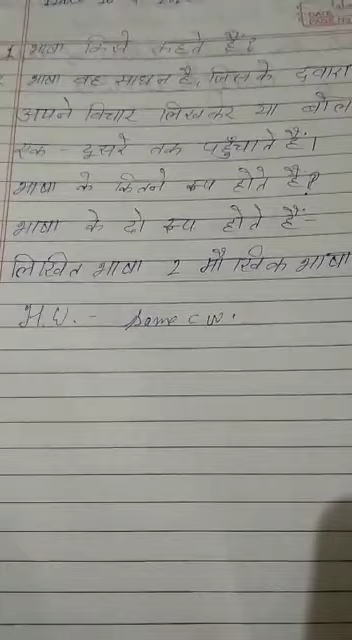 1 भाषा किसे कहते हैं?
भाषा वह साधन है, जिस के द्वारा
अपने विचार लिखकर या बोल
एक - दूसरे तक पहुँचाते हैं।
भाषा के कितने रूप होते हैं?
भाषा के दो रूप होते हैं -
लिखित भाषा 2 मौखिक भाषा
H.W. - Same C.W.